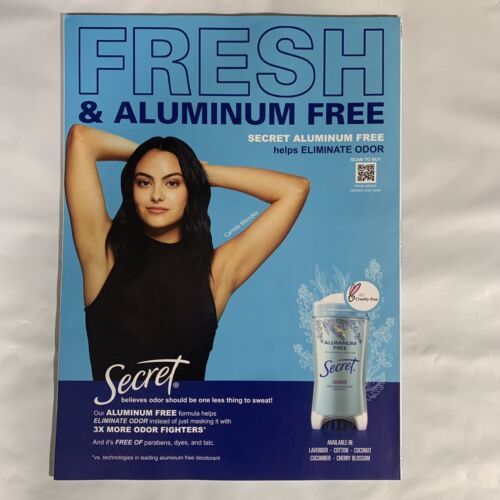 FRESH
& ALUMINUM FREE
SECRET ALUMINUM FREE
helps ELIMINATE ODOR
SCAN TO BUY
Camila Mendes
Cruelty-Free
ALUMINUM
FREE
Secret
LAVENDER
Secret®
believes odor should be one less thing to sweat!
Our ALUMINUM FREE formula helps
ELIMINATE ODOR instead of just masking it with
3X MORE ODOR FIGHTERS*
And it's FREE OF parabens, dyes, and talc.
*vs. technologies in leading aluminum free deodorant
AVAILABLE IN:
LAVENDER · COTTON · COCONUT
CUCUMBER · CHERRY BLOSSOM